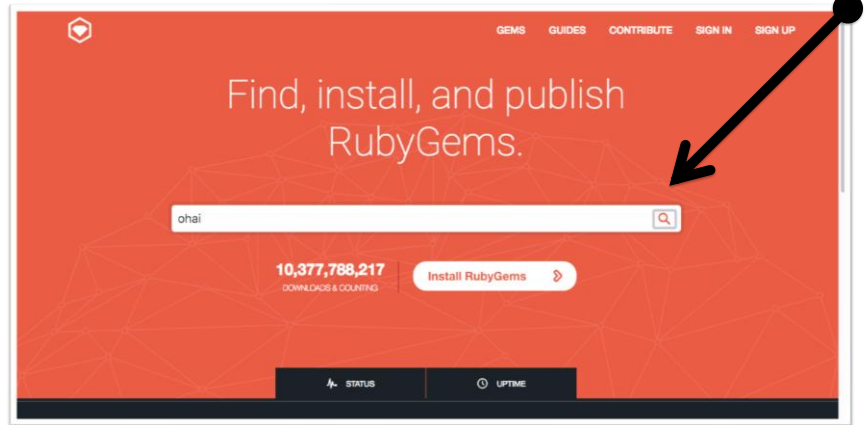 GEMS GUIDES CONTRIBUTE SIGN IN SIGN UP
Find, install, and publish
RubyGems.
ohai
10,377,788,217
DOWNLOADS & COUNTING
Install RubyGems
STATUS UPTIME